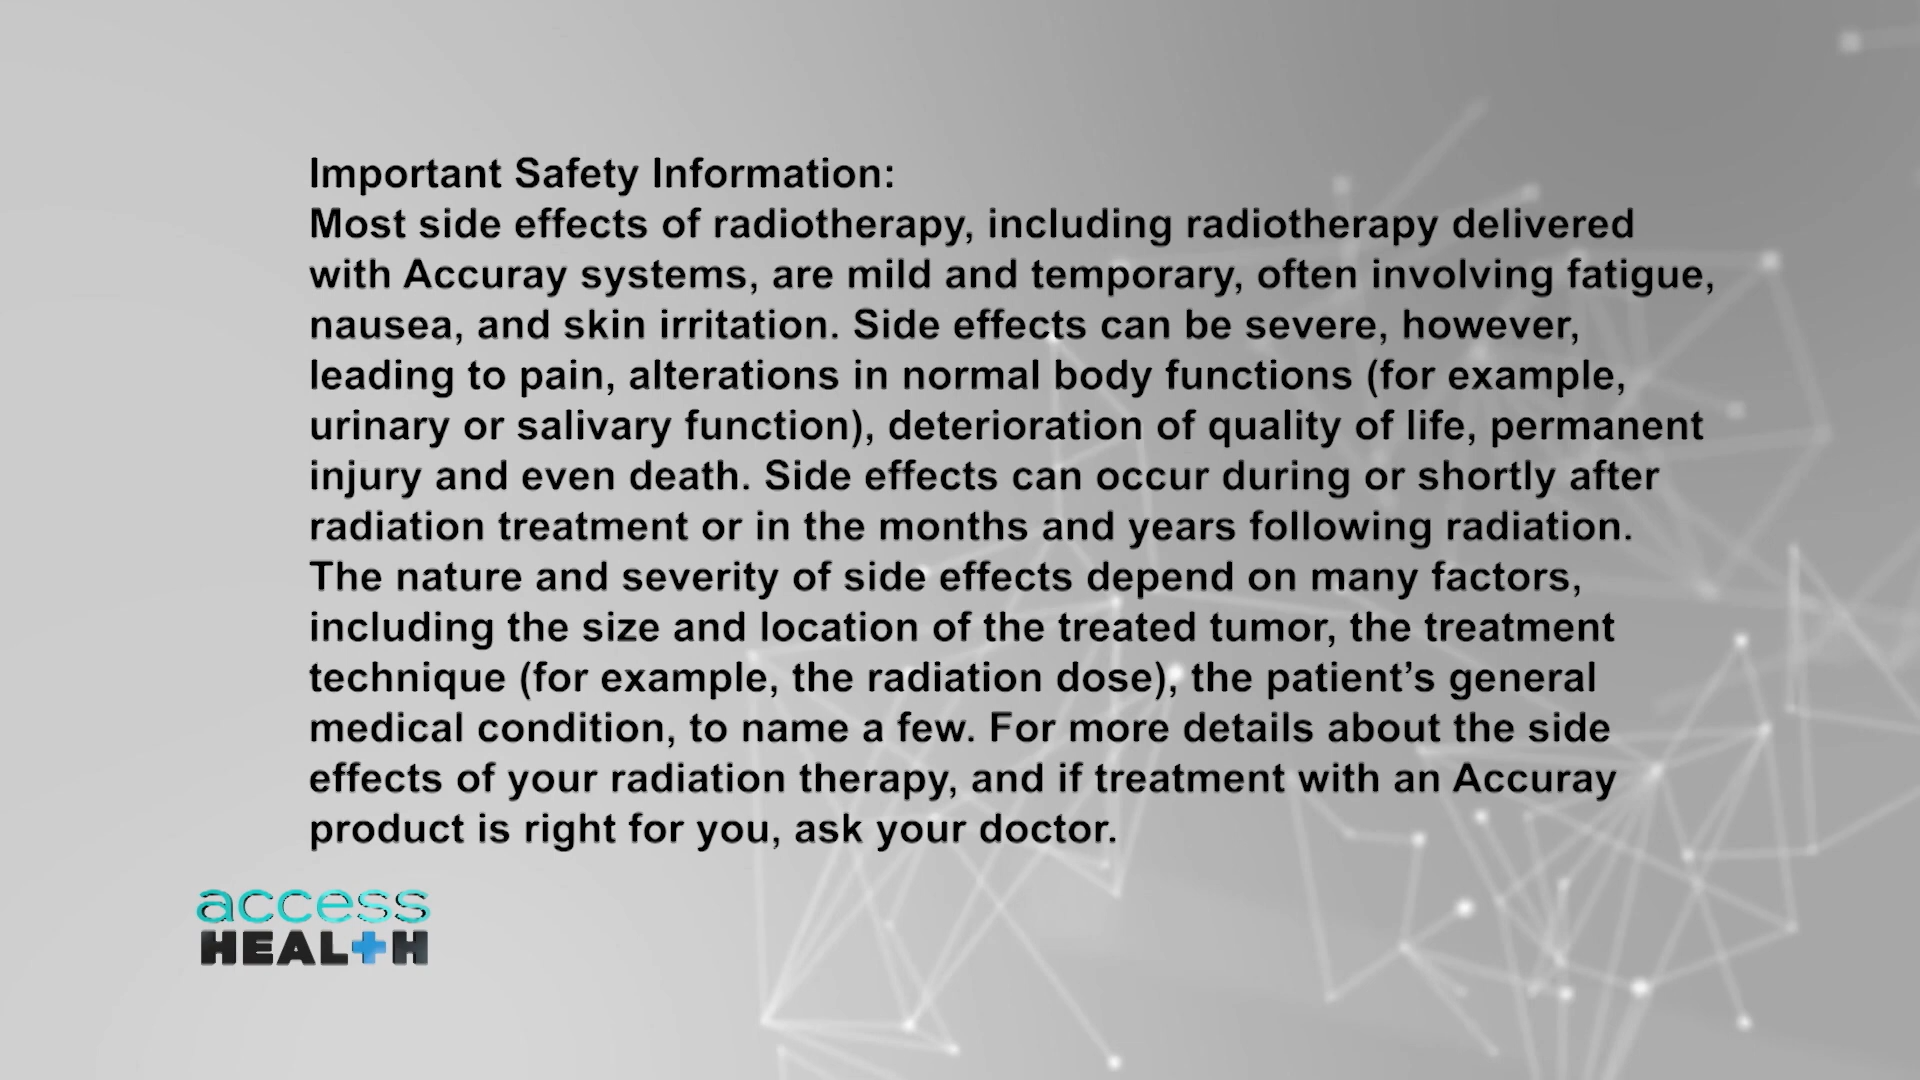 Important Safety Information:
Most side effects of radiotherapy, including radiotherapy delivered
with Accuray systems, are mild and temporary, often involving fatigue,
nausea, and skin irritation. Side effects can be severe, however,
leading to pain, alterations in normal body functions (for example,
urinary or salivary function), deterioration of quality of life, permanent
injury and even death. Side effects can occur during or shortly after
radiation treatment or in the months and years following radiation.
The nature and severity of side effects depend on many factors,
including the size and location of the treated tumor, the treatment
technique (for example, the radiation dose), the patient’s general
medical condition, to name a few. For more details about the side
effects of your radiation therapy, and if treatment with an Accuray
product is right for you, ask your doctor.
access
HEALTH